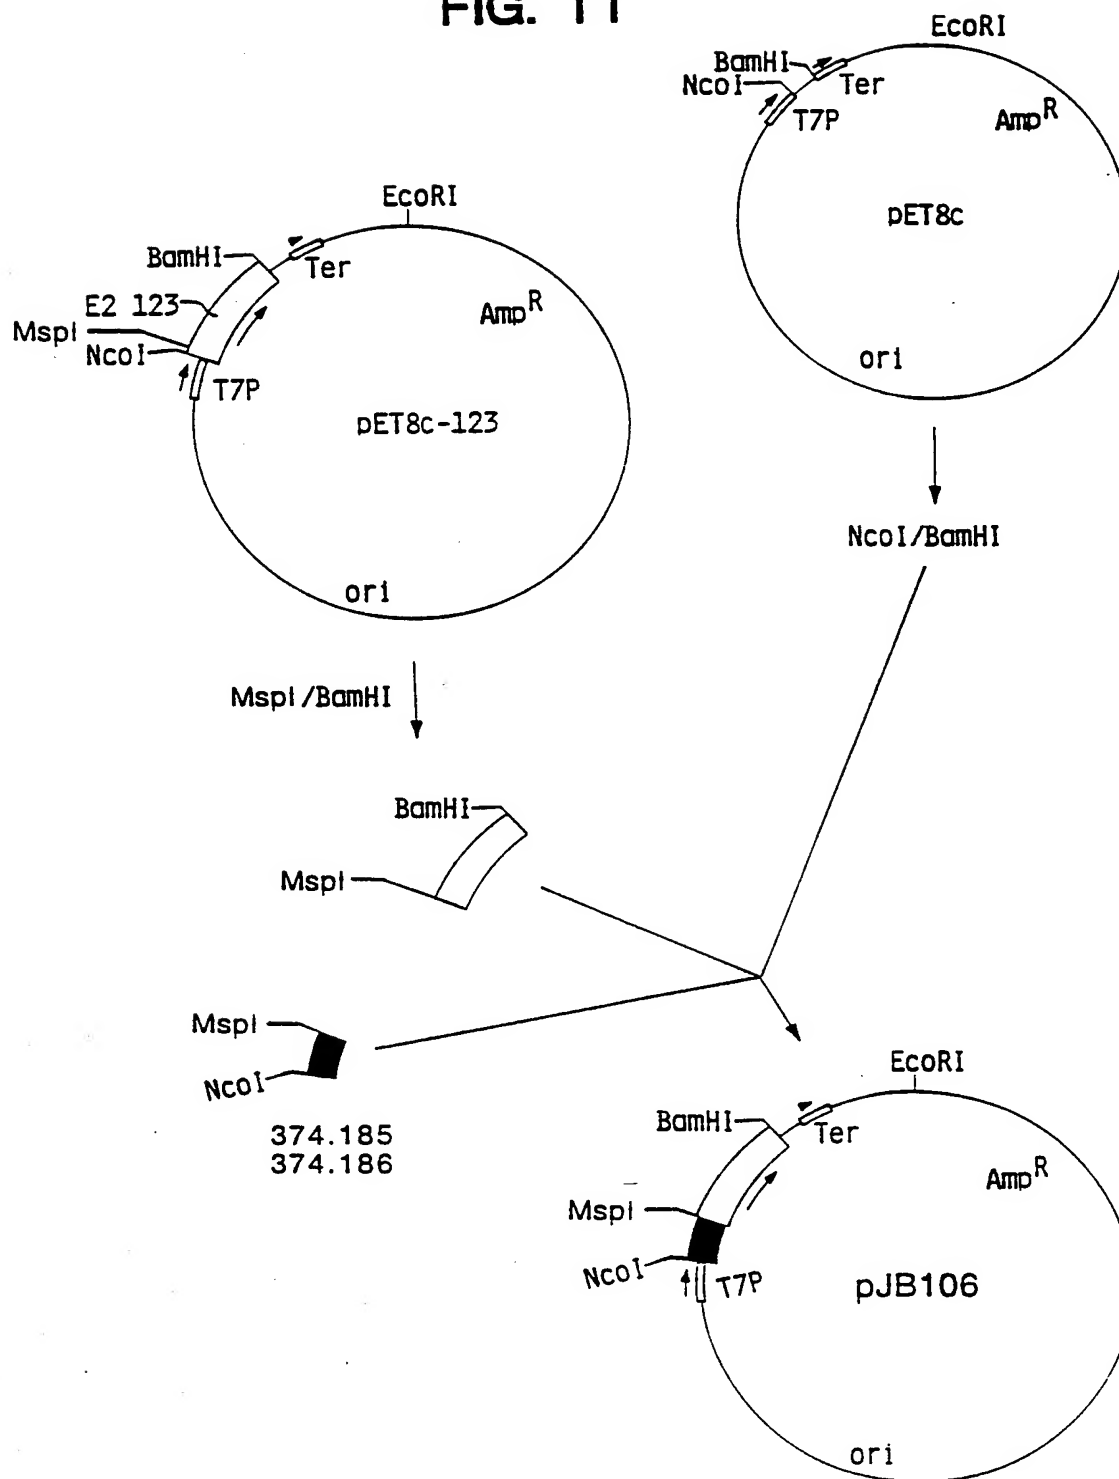 FIG. 11
EcoRI
BamHI
NcoI
Ter
T7P
AmpR
pET8c
ori
NcoI/BamHI
EcoRI
BamHI
Ter
E2 123
MspI
NcoI
T7P
AmpR
pET8c-123
ori
MspI/BamHI
BamHI
MspI
MspI
NcoI
374.185
374.186
EcoRI
BamHI
Ter
AmpR
MspI
NcoI
T7P
pJB106
ori